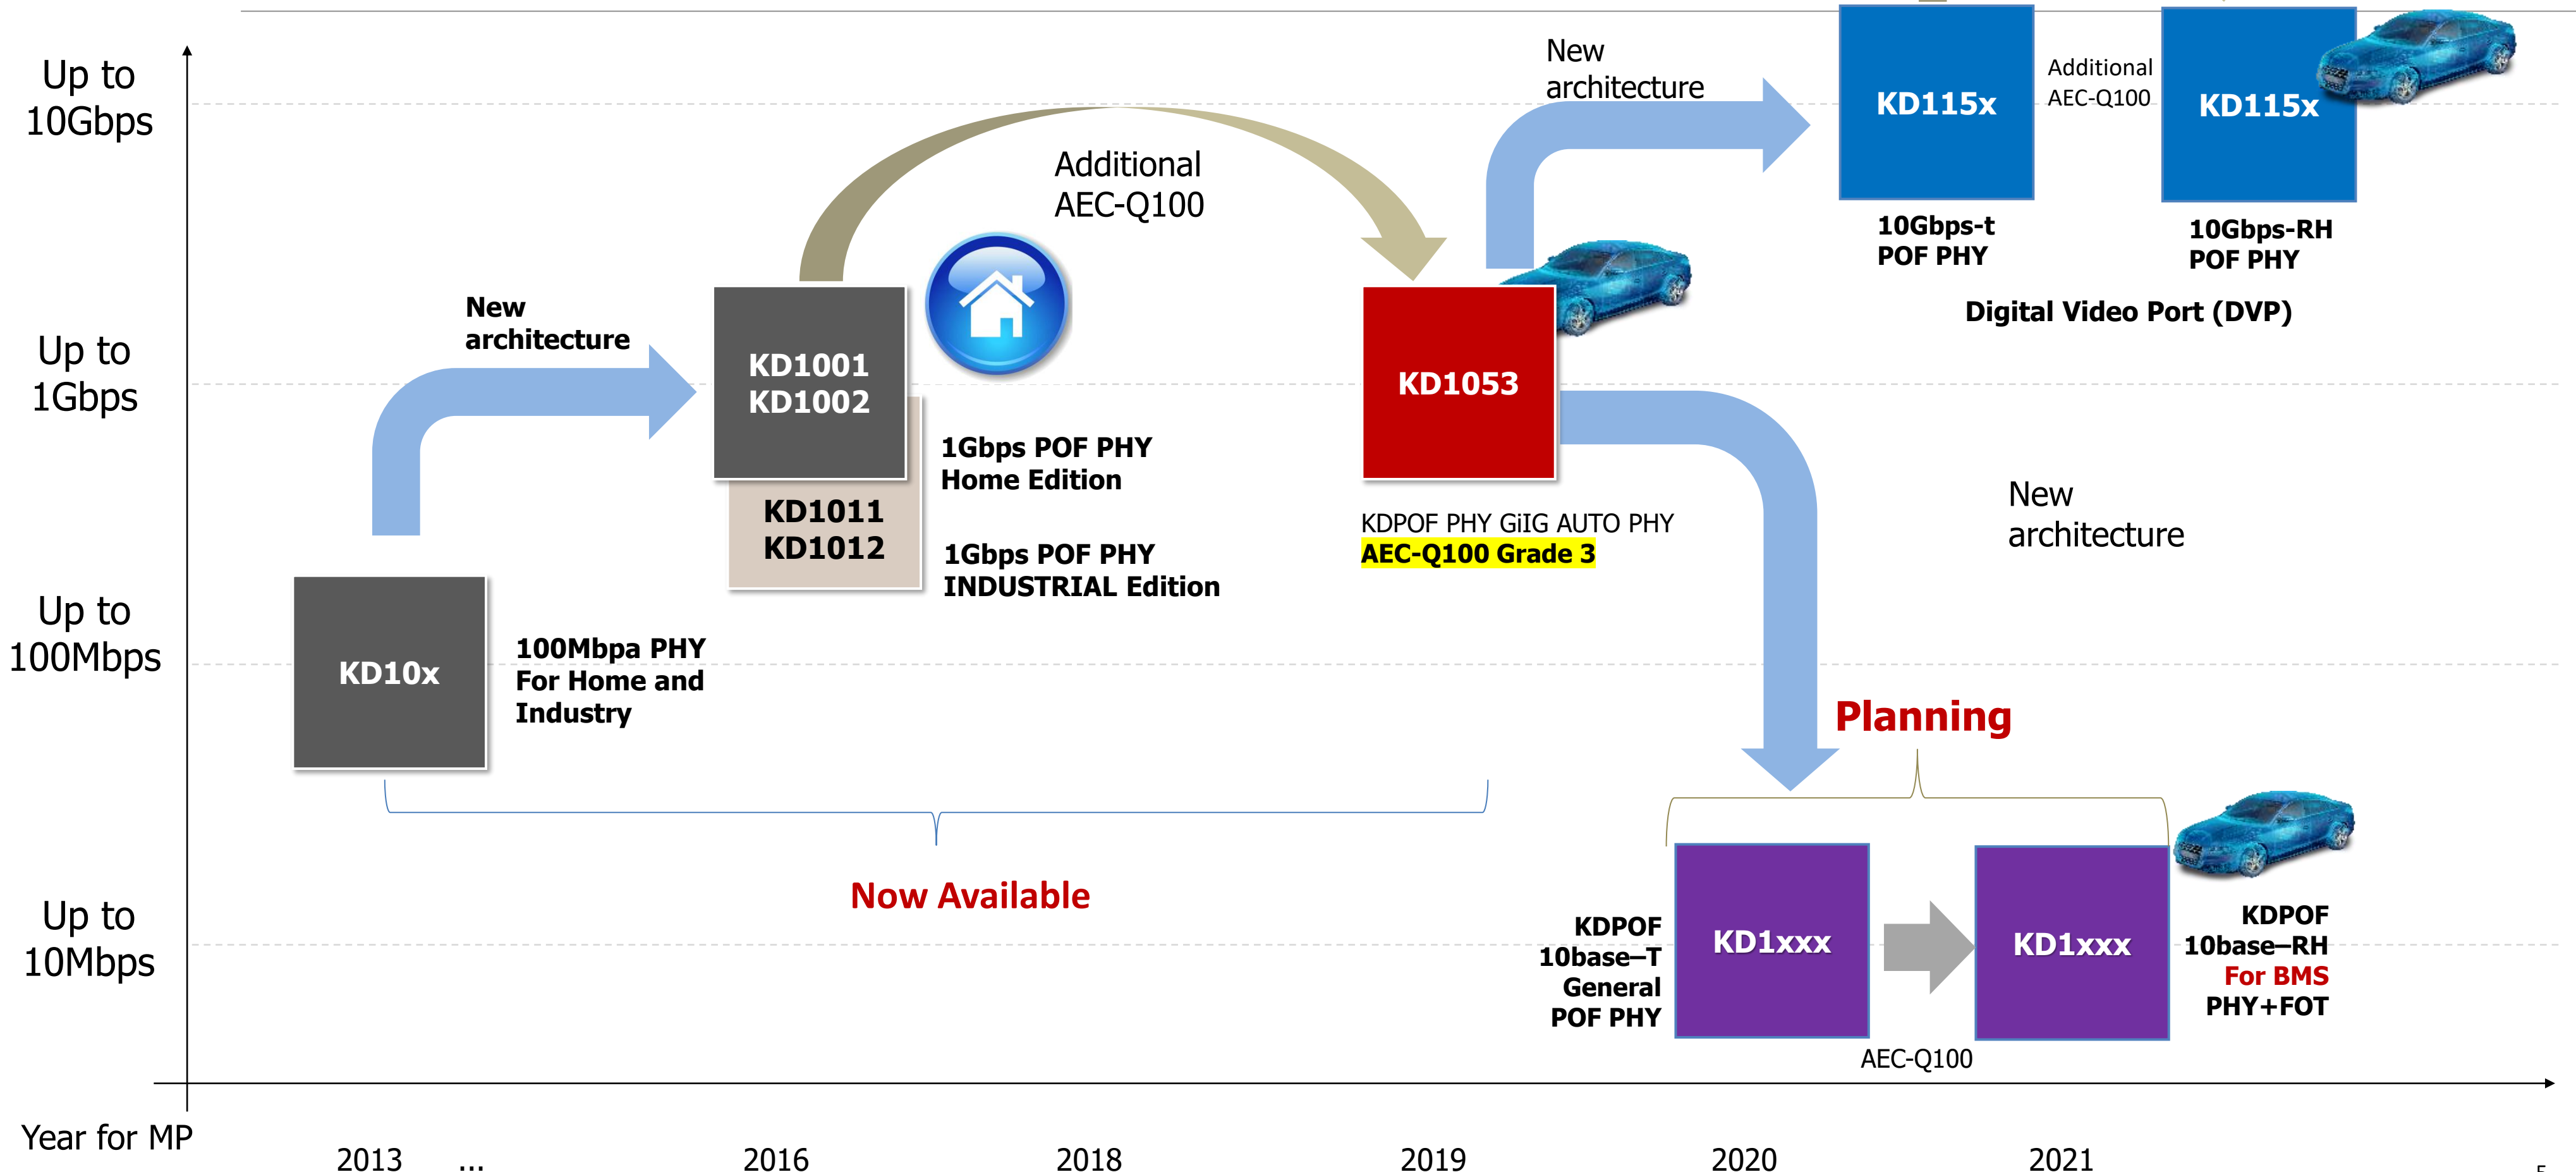 Up to
10Gbps
New
architecture
KD115x
Additional
AEC-Q100
KD115x
Additional
AEC-Q100
10Gbps-t
POF PHY
10Gbps-RH
POF PHY
Digital Video Port (DVP)
New
architecture
Up to
1Gbps
KD1001
KD1002
KD1053
1Gbps POF PHY
Home Edition
KD1011
KD1012
1Gbps POF PHY
INDUSTRIAL Edition
KDPOF PHY GiIG AUTO PHY
AEC-Q100 Grade 3
New
architecture
Up to
100Mbps
KD10x
100Mbpa PHY
For Home and
Industry
Planning
Now Available
Up to
10Mbps
KDPOF
10base–T
General
POF PHY
KD1xxx
KD1xxx
KDPOF
10base–RH
For BMS
PHY+FOT
AEC-Q100
Year for MP
2013 ... 2016 2018 2019 2020 2021